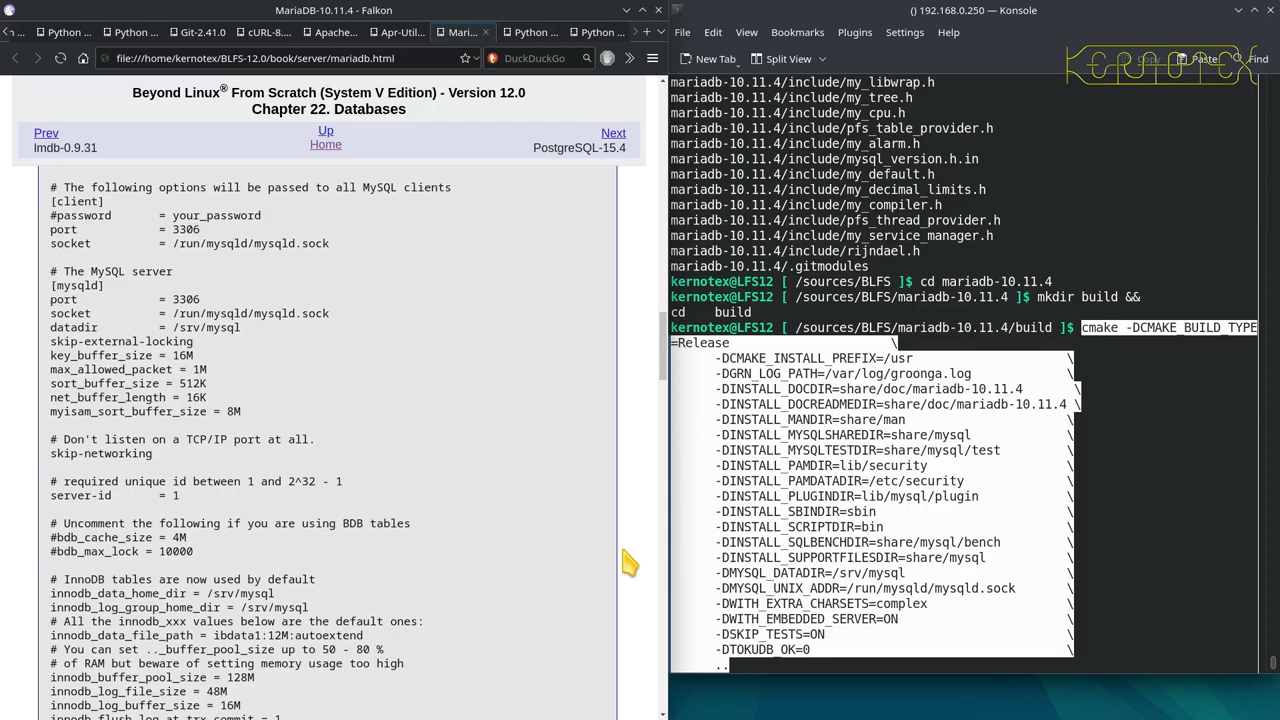 MariaDB-10.11.4 - Falkon
n ...
Python ...
Python ...
Git-2.41.0
cURL-8....
Apache...
Apr-Util...
Mari...
Python ...
Python ...
file:///home/kernotex/BLFS-12.0/book/server/mariadb.html
DuckDuckGo
Beyond Linux® From Scratch (System V Edition) - Version 12.0
Chapter 22. Databases
Prev
Up
Next
lmdb-0.9.31
Home
PostgreSQL-15.4
# The following options will be passed to all MySQL clients
[client]
#password       = your_password
port            = 3306
socket          = /run/mysqld/mysqld.sock
# The MySQL server
[mysqld]
port            = 3306
socket          = /run/mysqld/mysqld.sock
datadir         = /srv/mysql
skip-external-locking
key_buffer_size = 16M
max_allowed_packet = 1M
sort_buffer_size = 512K
net_buffer_length = 16K
myisam_sort_buffer_size = 8M
# Don't listen on a TCP/IP port at all.
skip-networking
# required unique id between 1 and 2^32 - 1
server-id       = 1
# Uncomment the following if you are using BDB tables
#bdb_cache_size = 4M
#bdb_max_lock = 10000
# InnoDB tables are now used by default
innodb_data_home_dir = /srv/mysql
innodb_log_group_home_dir = /srv/mysql
# All the innodb_xxx values below are the default ones:
innodb_data_file_path = ibdata1:12M:autoextend
# You can set .._buffer_pool_size up to 50 - 80 %
# of RAM but beware of setting memory usage too high
innodb_buffer_pool_size = 128M
innodb_log_file_size = 48M
innodb_log_buffer_size = 16M
innodb_flush_log_at_trx_commit = 1
() 192.168.0.250 — Konsole
File
Edit
View
Bookmarks
Plugins
Settings
Help
New Tab
Split View
Copy
Paste
Find
KERNOTEX
mariadb-10.11.4/include/my_libwrap.h
mariadb-10.11.4/include/my_tree.h
mariadb-10.11.4/include/my_cpu.h
mariadb-10.11.4/include/pfs_table_provider.h
mariadb-10.11.4/include/my_alarm.h
mariadb-10.11.4/include/mysql_version.h.in
mariadb-10.11.4/include/my_default.h
mariadb-10.11.4/include/my_decimal_limits.h
mariadb-10.11.4/include/my_compiler.h
mariadb-10.11.4/include/pfs_thread_provider.h
mariadb-10.11.4/include/my_service_manager.h
mariadb-10.11.4/include/rijndael.h
mariadb-10.11.4/.gitmodules
kernotex@LFS12 [ /sources/BLFS ]$ cd mariadb-10.11.4
kernotex@LFS12 [ /sources/BLFS/mariadb-10.11.4 ]$ mkdir build &&
cd    build
kernotex@LFS12 [ /sources/BLFS/mariadb-10.11.4/build ]$ cmake -DCMAKE_BUILD_TYPE
=Release                      \
-DCMAKE_INSTALL_PREFIX=/usr                     \
-DGRN_LOG_PATH=/var/log/groonga.log             \
-DINSTALL_DOCDIR=share/doc/mariadb-10.11.4       \
-DINSTALL_DOCREADMEDIR=share/doc/mariadb-10.11.4 \
-DINSTALL_MANDIR=share/man                      \
-DINSTALL_MYSQLSHAREDIR=share/mysql             \
-DINSTALL_MYSQLTESTDIR=share/mysql/test         \
-DINSTALL_PAMDIR=lib/security                   \
-DINSTALL_PAMDATADIR=/etc/security              \
-DINSTALL_PLUGINDIR=lib/mysql/plugin            \
-DINSTALL_SBINDIR=sbin                          \
-DINSTALL_SCRIPTDIR=bin                         \
-DINSTALL_SQLBENCHDIR=share/mysql/bench         \
-DINSTALL_SUPPORTFILESDIR=share/mysql           \
-DMYSQL_DATADIR=/srv/mysql                      \
-DMYSQL_UNIX_ADDR=/run/mysqld/mysqld.sock       \
-DWITH_EXTRA_CHARSETS=complex                   \
-DWITH_EMBEDDED_SERVER=ON                       \
-DSKIP_TESTS=ON                                 \
-DTOKUDB_OK=0                                   \
..